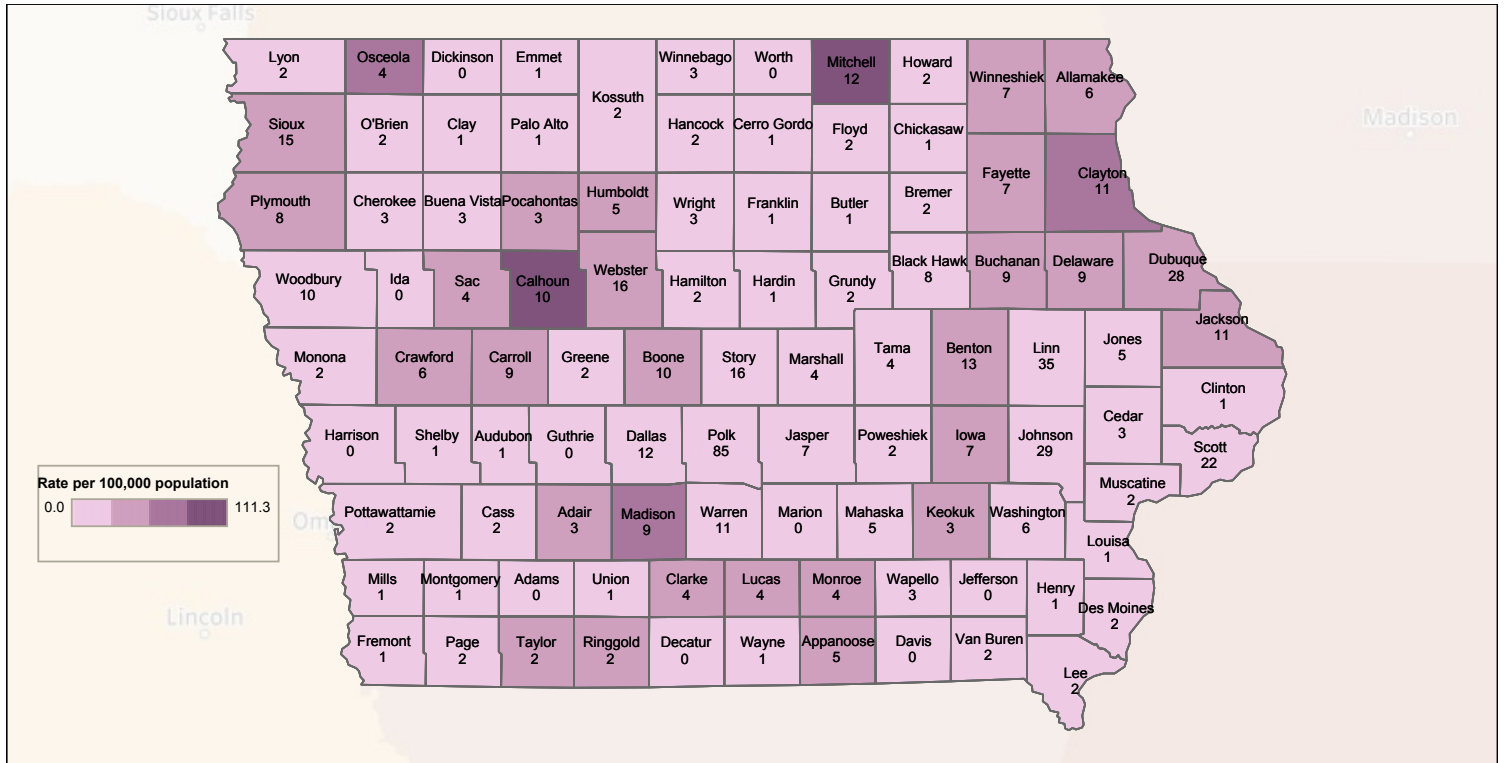 Sioux Falls
Lyon
2
Osceola
4
Dickinson
0
Emmet
1
Kossuth
2
Winnebago
3
Worth
0
Mitchell
12
Howard
2
Winneshiek
7
Allamakee
6
Madison
Sioux
15
O'Brien
2
Clay
1
Palo Alto
1
Hancock
2
Cerro Gordo
1
Floyd
2
Chickasaw
1
Fayette
7
Clayton
11
Plymouth
8
Cherokee
3
Buena Vista
3
Pocahontas
3
Humboldt
5
Wright
3
Franklin
1
Butler
1
Bremer
2
Woodbury
10
Ida
0
Sac
4
Calhoun
10
Webster
16
Hamilton
2
Hardin
1
Grundy
2
Black Hawk
8
Buchanan
9
Delaware
9
Dubuque
28
Jackson
11
Monona
2
Crawford
6
Carroll
9
Greene
2
Boone
10
Story
16
Marshall
4
Tama
4
Benton
13
Linn
35
Jones
5
Clinton
1
Harrison
0
Shelby
1
Audubon
1
Guthrie
0
Dallas
12
Polk
85
Jasper
7
Poweshiek
2
Iowa
7
Johnson
29
Cedar
3
Scott
22
Muscatine
2
Rate per 100,000 population
0.0
111.3
Om
Pottawattamie
2
Cass
2
Adair
3
Madison
9
Warren
11
Marion
0
Mahaska
5
Keokuk
3
Washington
6
Louisa
1
Mills
1
Montgomery
1
Adams
0
Union
1
Clarke
4
Lucas
4
Monroe
4
Wapello
3
Jefferson
0
Henry
1
Des Moines
2
Lincoln
Fremont
1
Page
2
Taylor
2
Ringgold
2
Decatur
0
Wayne
1
Appanoose
5
Davis
0
Van Buren
2
Lee
2